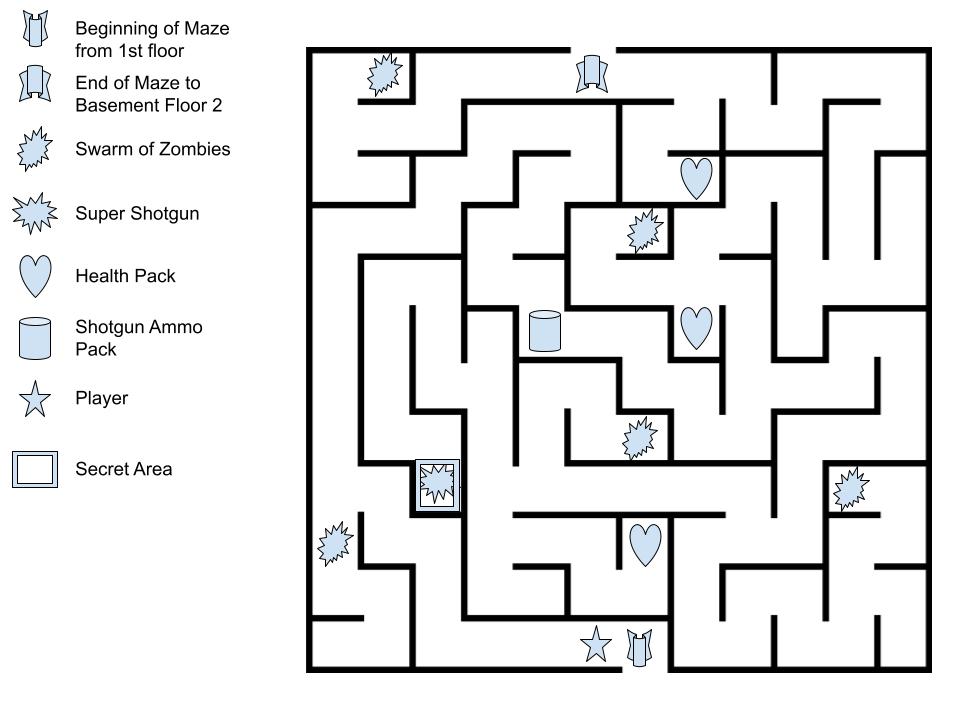 Beginning of Maze
from 1st floor
End of Maze to
Basement Floor 2
Swarm of Zombies
Super Shotgun
Health Pack
Shotgun Ammo
Pack
Player
Secret Area